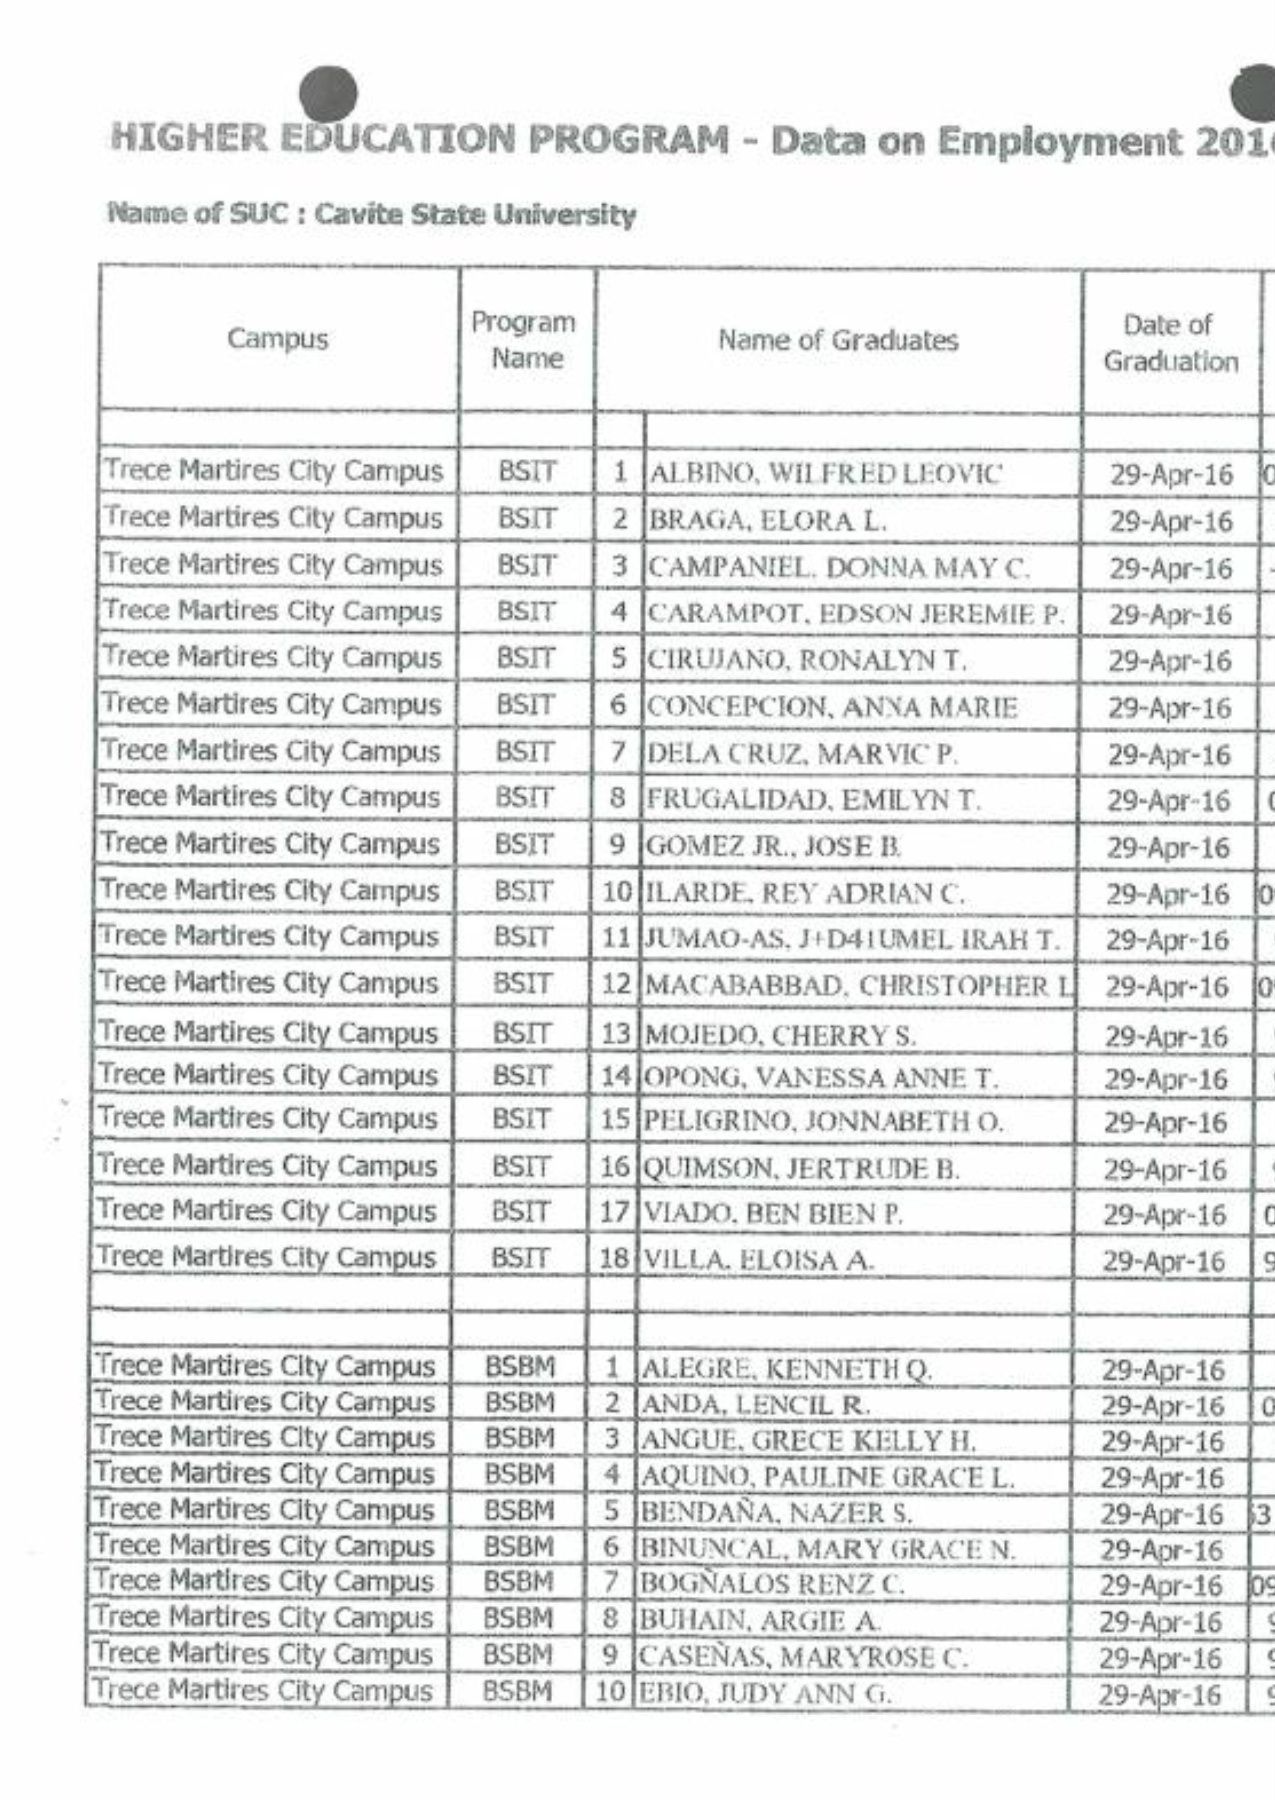 HIGHER EDUCATION PROGRAM - Data on Employment 201
Name of SUC : Cavite State University
Campus Program Name Name of Graduates Date of Graduation
Trece Martires City Campus BSIT 1 ALBINO, WILFRED LEOVIC 29-Apr-16 0
Trece Martires City Campus BSIT 2 BRAGA, ELORA L. 29-Apr-16
Trece Martires City Campus BSIT 3 CAMPANIEL. DONNA MAY C. 29-Apr-16
Trece Martires City Campus BSIT 4 CARAMPOT, EDSON JEREMIE P. 29-Apr-16
Trece Martires City Campus BSIT 5 CIRUJANO, RONALYN T. 29-Apr-16
Trece Martires City Campus BSIT 6 CONCEPCION, ANNA MARIE 29-Apr-16
Trece Martires City Campus BSIT 7 DELA CRUZ, MARVIC P. 29-Apr-16
Trece Martires City Campus BSIT 8 FRUGALIDAD, EMILYN T. 29-Apr-16 0
Trece Martires City Campus BSIT 9 GOMEZ JR., JOSE B. 29-Apr-16
Trece Martires City Campus BSIT 10 ILARDE, REY ADRIAN C. 29-Apr-16 0
Trece Martires City Campus BSIT 11 JUMAO-AS, J+D41UMEL IRAH T. 29-Apr-16
Trece Martires City Campus BSIT 12 MACABABBAD, CHRISTOPHER L 29-Apr-16 0
Trece Martires City Campus BSIT 13 MOJEDO, CHERRY S. 29-Apr-16
Trece Martires City Campus BSIT 14 OPONG, VANESSA ANNE T. 29-Apr-16
Trece Martires City Campus BSIT 15 PELIGRINO, JONNABETH O. 29-Apr-16
Trece Martires City Campus BSIT 16 QUIMSON, JERTRUDE B. 29-Apr-16
Trece Martires City Campus BSIT 17 VIADO, BEN BIEN P. 29-Apr-16 0
Trece Martires City Campus BSIT 18 VILLA, ELOISA A. 29-Apr-16 9
Trece Martires City Campus BSBM 1 ALEGRE, KENNETH Q. 29-Apr-16
Trece Martires City Campus BSBM 2 ANDA, LENCIL R. 29-Apr-16 0
Trece Martires City Campus BSBM 3 ANGUE, GRECE KELLY H. 29-Apr-16
Trece Martires City Campus BSBM 4 AQUINO, PAULINE GRACE L. 29-Apr-16
Trece Martires City Campus BSBM 5 BENDAÑA, NAZER S. 29-Apr-16 3
Trece Martires City Campus BSBM 6 BINUNCAL, MARY GRACE N. 29-Apr-16
Trece Martires City Campus BSBM 7 BOGÑALOS RENZ C. 29-Apr-16 09
Trece Martires City Campus BSBM 8 BUHAIN, ARGIE A. 29-Apr-16 9
Trece Martires City Campus BSBM 9 CASEÑAS, MARYROSE C. 29-Apr-16 9
Trece Martires City Campus BSBM 10 EBIO, JUDY ANN G. 29-Apr-16 9